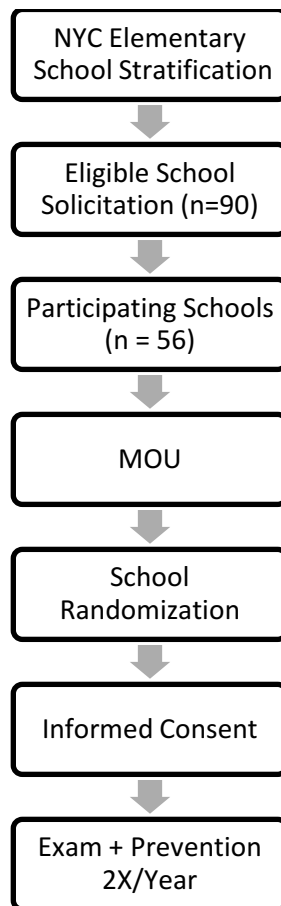 NYC Elementary
School Stratification
Eligible School
Solicitation (n=90)
Participating Schools
(n = 56)
MOU
School
Randomization
Informed Consent
Exam + Prevention
2X/Year